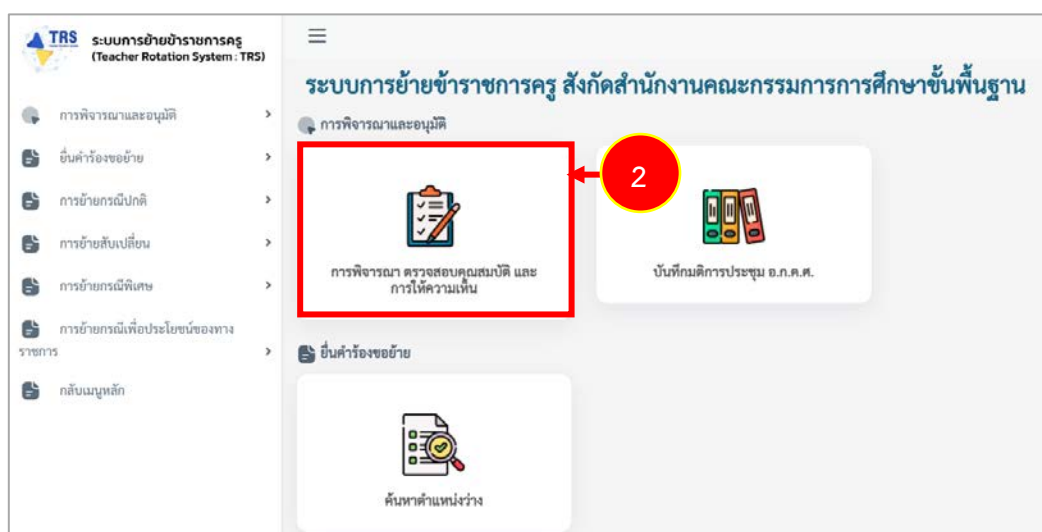 TRS ระบบการย้ายข้าราชการครู
(Teacher Rotation System : TRS)
การพิจารณาและอนุมัติ
ยื่นคำร้องขอย้าย
การย้ายกรณีปกติ
การย้ายสับเปลี่ยน
การย้ายกรณีพิเศษ
การย้ายกรณีเพื่อประโยชน์ของทาง
ราชการ
กลับเมนูหลัก
ระบบการย้ายข้าราชการครู สังกัดสำนักงานคณะกรรมการการศึกษาขั้นพื้นฐาน
การพิจารณาและอนุมัติ
2
การพิจารณา ตรวจสอบคุณสมบัติ และ
การให้ความเห็น
บันทึกมติการประชุม อ.ก.ค.ศ.
ยื่นคำร้องขอย้าย
ค้นหาตำแหน่งว่าง